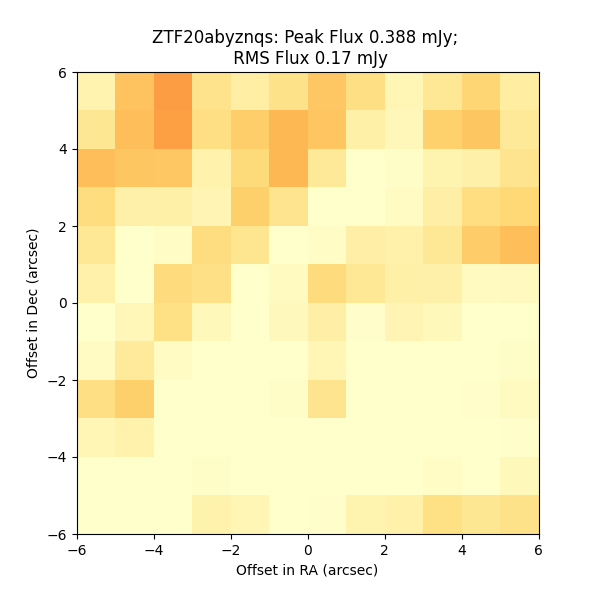 ZTF20abyznqs: Peak Flux 0.388 mJy;
RMS Flux 0.17 mJy
6
4
2
0
−2
−4
−6
Offset in Dec (arcsec)
−6 −4 −2 0 2 4 6
Offset in RA (arcsec)